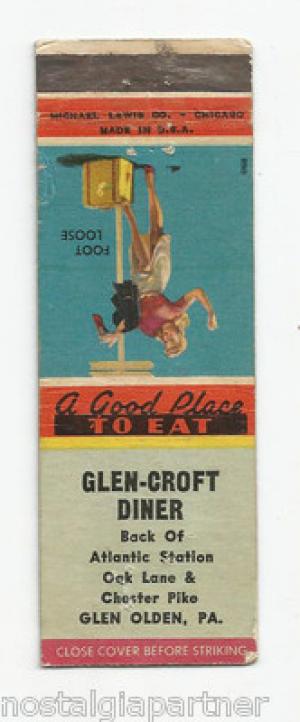 MICHAEL LEWIS CO. - CHICAGO
MADE IN U.S.A.
FOOT
LOOSE
A Good Place
TO EAT
GLEN-CROFT
DINER
Back Of
Atlantic Station
Oak Lane &
Chester Pike
GLEN OLDEN, PA.
CLOSE COVER BEFORE STRIKING
nostalgiapartner